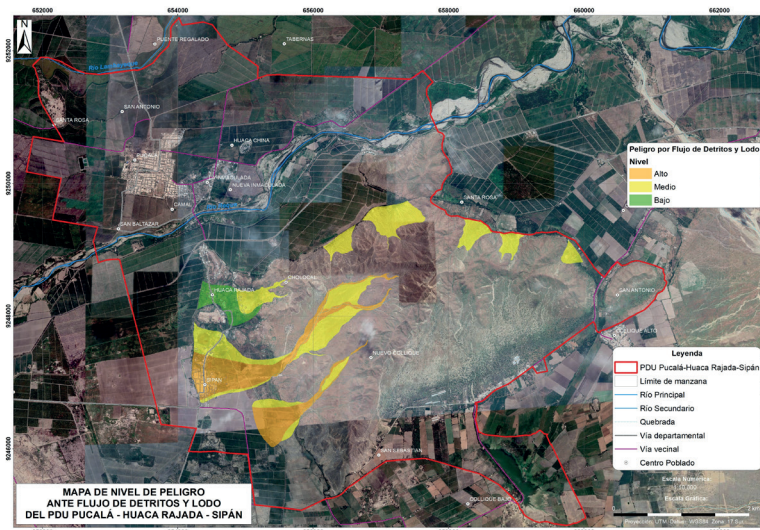 652000
654000
656000
658000
660000
662000
N
9252000
9250000
9248000
9246000
PUENTE REGALADO
TABERNAS
SAN ANTONIO
SANTA ROSA
HUACA CHINA
NUEVA INMACULADA
CAMAL
SAN BALTAZAR
SANTA ROSA
CHOLOCAL
HUACA RAJADA
SAN ANTONIO
COLLIQUE ALTO
NUEVO COLLIQUE
SIPAN
SAN SEBASTIAN
COLLIQUE BAJO
Peligro por Flujo de Detritos y Lodo
Nivel
Alto
Medio
Bajo
Leyenda
PDU Pucalá-Huaca Rajada-Sipán
Límite de manzana
Río Principal
Río Secundario
Quebrada
Vía departamental
Vía vecinal
Centro Poblado
Escala Numérica:
Escala Gráfica:
MAPA DE NIVEL DE PELIGRO
ANTE FLUJO DE DETRITOS Y LODO
DEL PDU PUCALÁ - HUACA RAJADA - SIPÁN